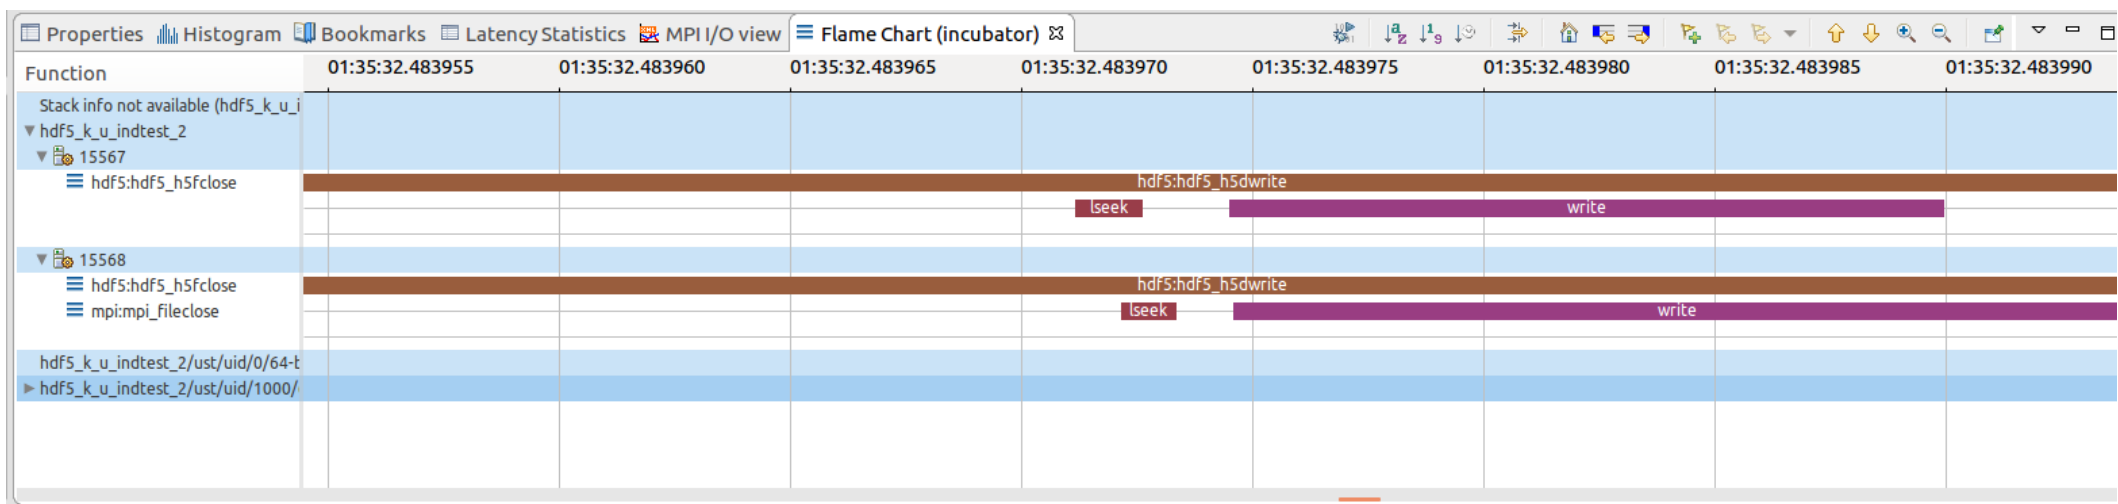 Properties Histogram Bookmarks Latency Statistics MPI I/O view Flame Chart (incubator)
Function 01:35:32.483955 01:35:32.483960 01:35:32.483965 01:35:32.483970 01:35:32.483975 01:35:32.483980 01:35:32.483985 01:35:32.483990
Stack info not available (hdf5_k_u_i
hdf5_k_u_indtest_2
15567
hdf5:hdf5_h5fclose hdf5:hdf5_h5dwrite
lseek write
15568
hdf5:hdf5_h5fclose hdf5:hdf5_h5dwrite
mpi:mpi_fileclose lseek write
hdf5_k_u_indtest_2/ust/uid/0/64-b
hdf5_k_u_indtest_2/ust/uid/1000/